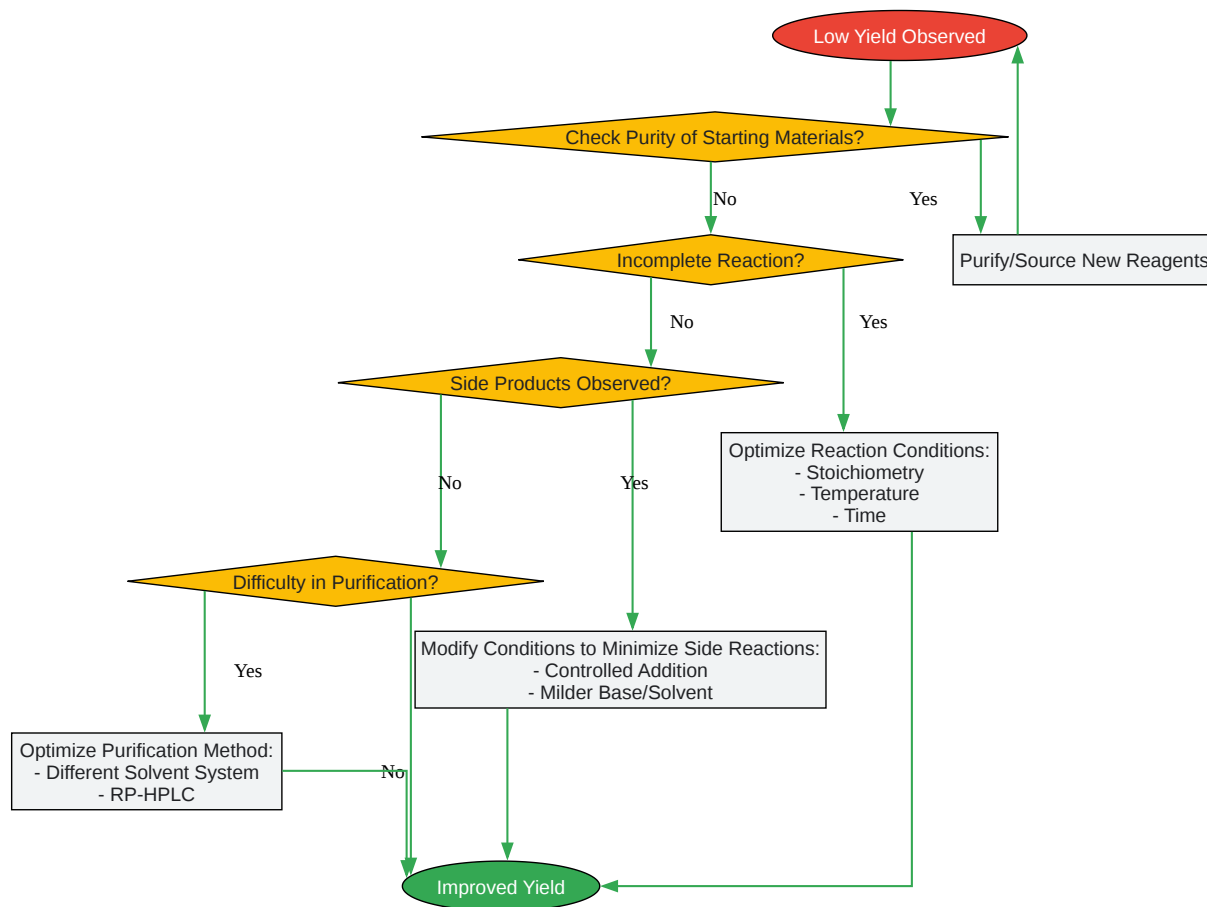 Low Yield Observed
Check Purity of Starting Materials?
No
Yes
Incomplete Reaction?
Purify/Source New Reagents
No
Yes
Side Products Observed?
Optimize Reaction Conditions:
- Stoichiometry
- Temperature
- Time
No
Yes
Difficulty in Purification?
Modify Conditions to Minimize Side Reactions:
- Controlled Addition
- Milder Base/Solvent
Yes
Optimize Purification Method:
- Different Solvent System
- RP-HPLC
No
Improved Yield